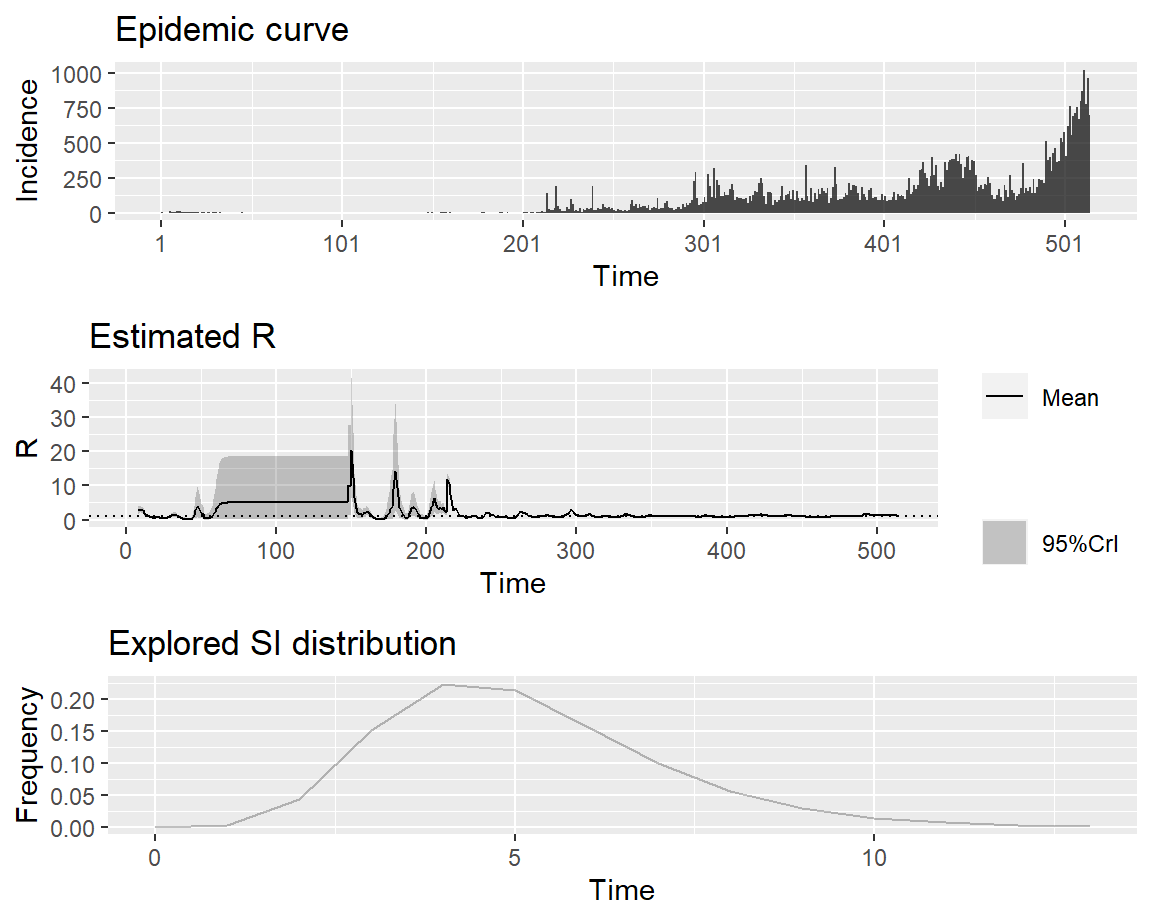 Epidemic curve
Incidence
1000
750
500
250
0
1 101 201 301 401 501
Time
Estimated R
R
40
30
20
10
0
0 100 200 300 400 500
Time
Mean
95%CrI
Explored SI distribution
Frequency
0.20
0.15
0.10
0.05
0.00
0 5 10
Time